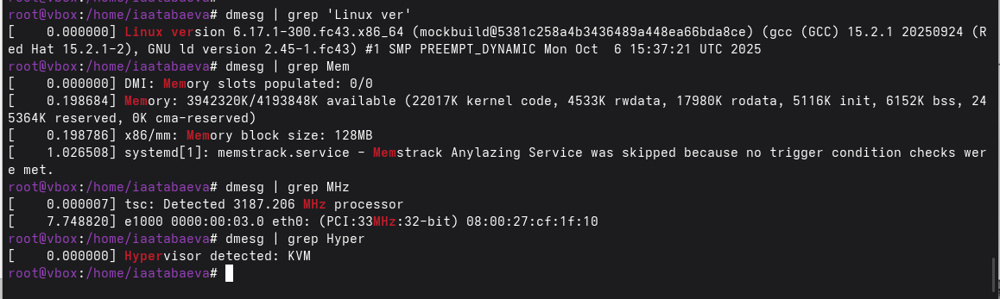 root@vbox:/home/iaatabaeva# dmesg | grep 'Linux ver'
[    0.000000] Linux version 6.17.1-300.fc43.x86_64 (mockbuild@5381c258a4b3436489a448ea66bda8ce) (gcc (GCC) 15.2.1 20250924 (R
ed Hat 15.2.1-2), GNU ld version 2.45-1.fc43) #1 SMP PREEMPT_DYNAMIC Mon Oct  6 15:37:21 UTC 2025
root@vbox:/home/iaatabaeva# dmesg | grep Mem
[    0.000000] DMI: Memory slots populated: 0/0
[    0.198684] Memory: 3942320K/4193848K available (22017K kernel code, 4533K rwdata, 17980K rodata, 5116K init, 6152K bss, 24
5364K reserved, 0K cma-reserved)
[    0.198786] x86/mm: Memory block size: 128MB
[    1.026508] systemd[1]: memstrack.service - Memstrack Anylazing Service was skipped because no trigger condition checks wer
e met.
root@vbox:/home/iaatabaeva# dmesg | grep MHz
[    0.000007] tsc: Detected 3187.206 MHz processor
[    7.748820] e1000 0000:00:03.0 eth0: (PCI:33MHz:32-bit) 08:00:27:cf:1f:10
root@vbox:/home/iaatabaeva# dmesg | grep Hyper
[    0.000000] Hypervisor detected: KVM
root@vbox:/home/iaatabaeva#